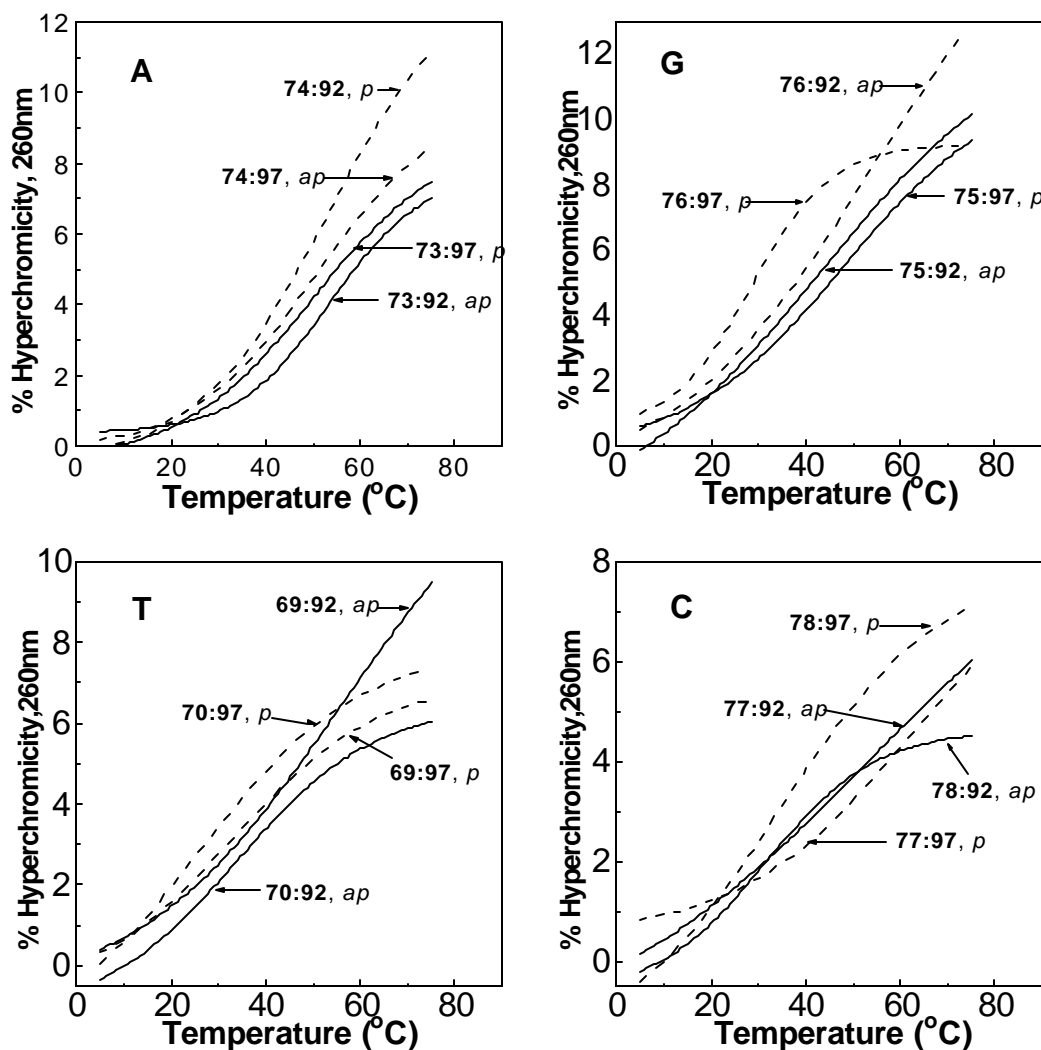 A
% Hyperchromicity, 260nm
12
10
8
6
4
2
0
74:92, p
74:97, ap
73:97, p
73:92, ap
0 20 40 60 80
Temperature (°C)
G
% Hyperchromicity,260nm
12
10
8
6
4
2
0
76:92, ap
76:97, p
75:97, p
75:92, ap
0 20 40 60 80
Temperature (°C)
T
% Hyperchromicity,260nm
10
8
6
4
2
0
69:92, ap
70:97, p
69:97, p
70:92, ap
0 20 40 60 80
Temperature (°C)
C
% Hyperchromicity,260nm
8
6
4
2
0
78:97, p
77:92, ap
78:92, ap
77:97, p
0 20 40 60 80
Temperature (°C)